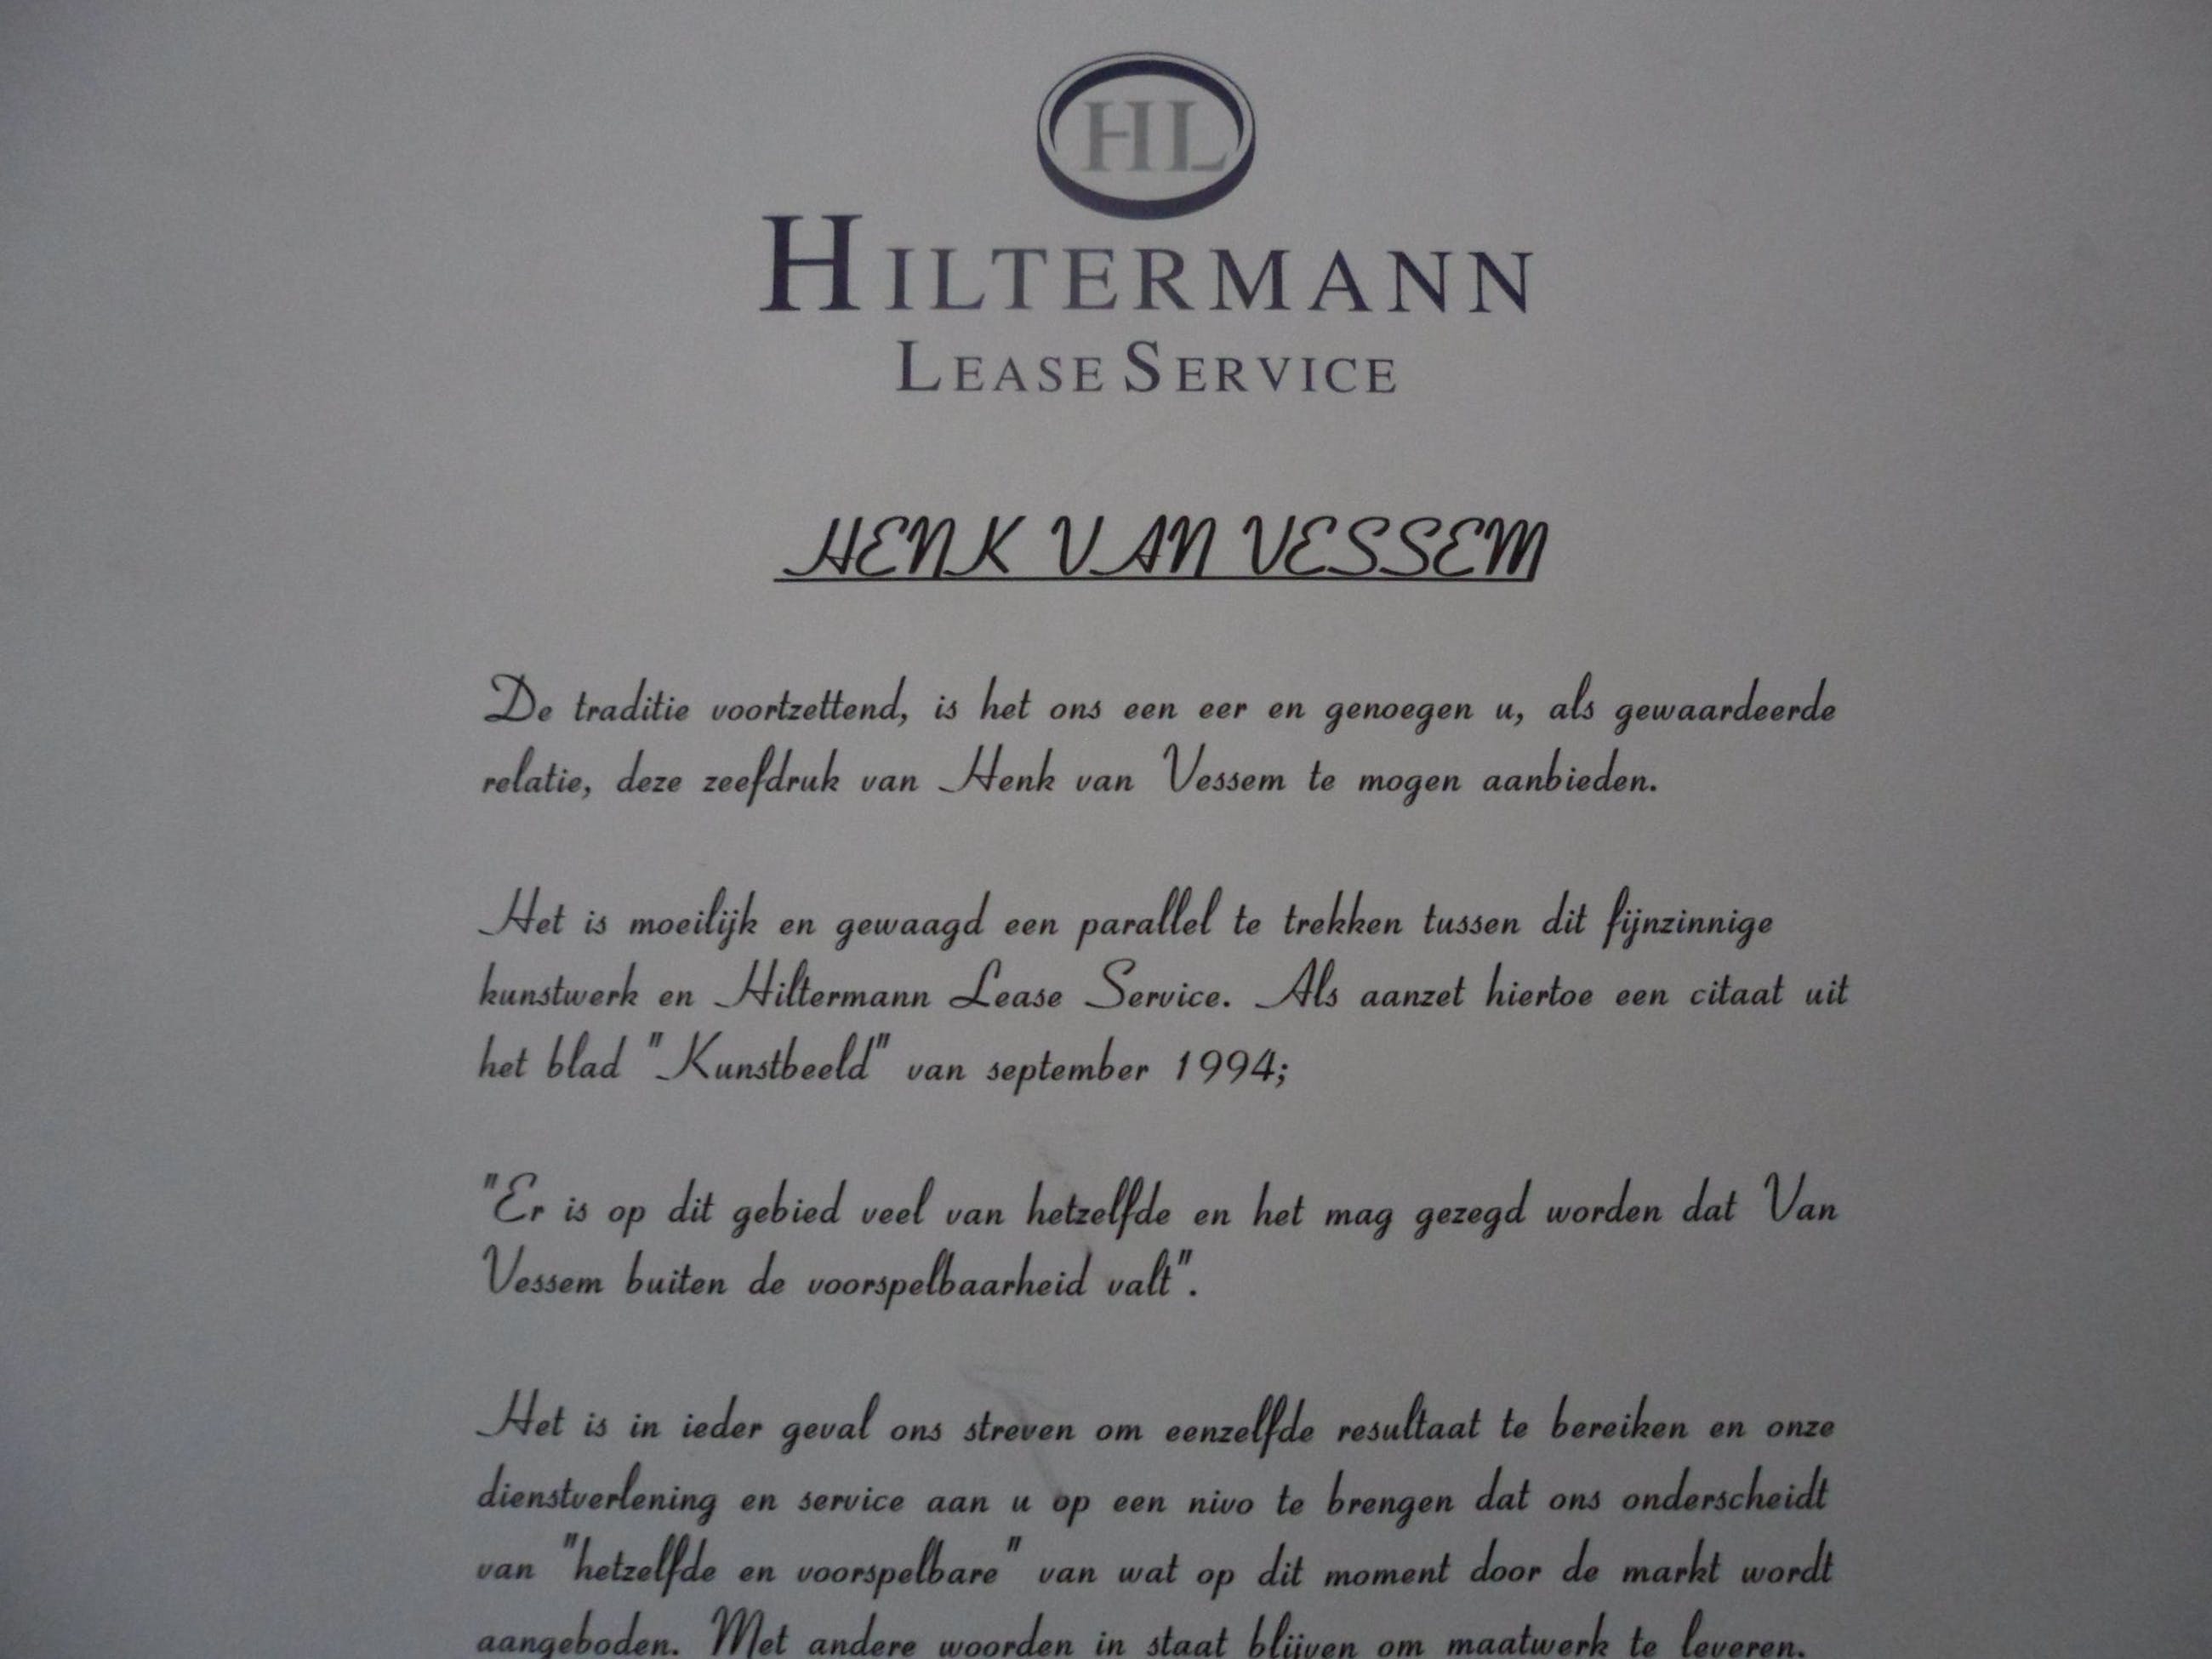 HL
HILTERMANN
LEASE SERVICE
HENK VAN VESSEM
De traditie voortzettend, is het ons een eer en genoegen u, als gewaardeerde
relatie, deze zeefdruk van Henk van Vessem te mogen aanbieden.
Het is moeilijk en gewaagd een parallel te trekken tussen dit fijnzinnige
kunstwerk en Hiltermann Lease Service. Als aanzet hiertoe een citaat uit
het blad "Kunstbeeld" van september 1994;
"Er is op dit gebied veel van hetzelfde en het mag gezegd worden dat Van
Vessem buiten de voorspelbaarheid valt".
Het is in ieder geval ons streven om eenzelfde resultaat te bereiken en onze
dienstverlening en service aan u op een nivo te brengen dat ons onderscheidt
van "hetzelfde en voorspelbare" van wat op dit moment door de markt wordt
aangeboden. Met andere woorden in staat blijven om maatwerk te leveren.